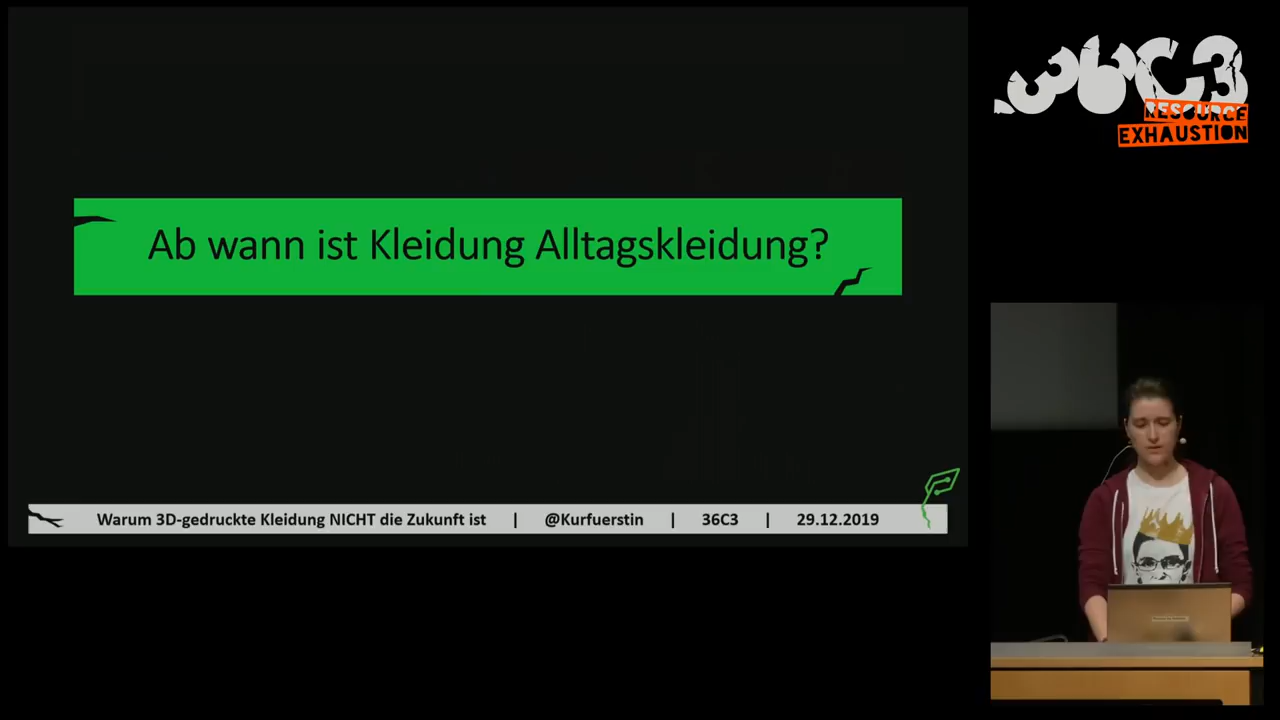 36C3
RESOURCE
EXHAUSTION
Ab wann ist Kleidung Alltagskleidung?
Warum 3D-gedruckte Kleidung NICHT die Zukunft ist | @Kurfuerstin | 36C3 | 29.12.2019